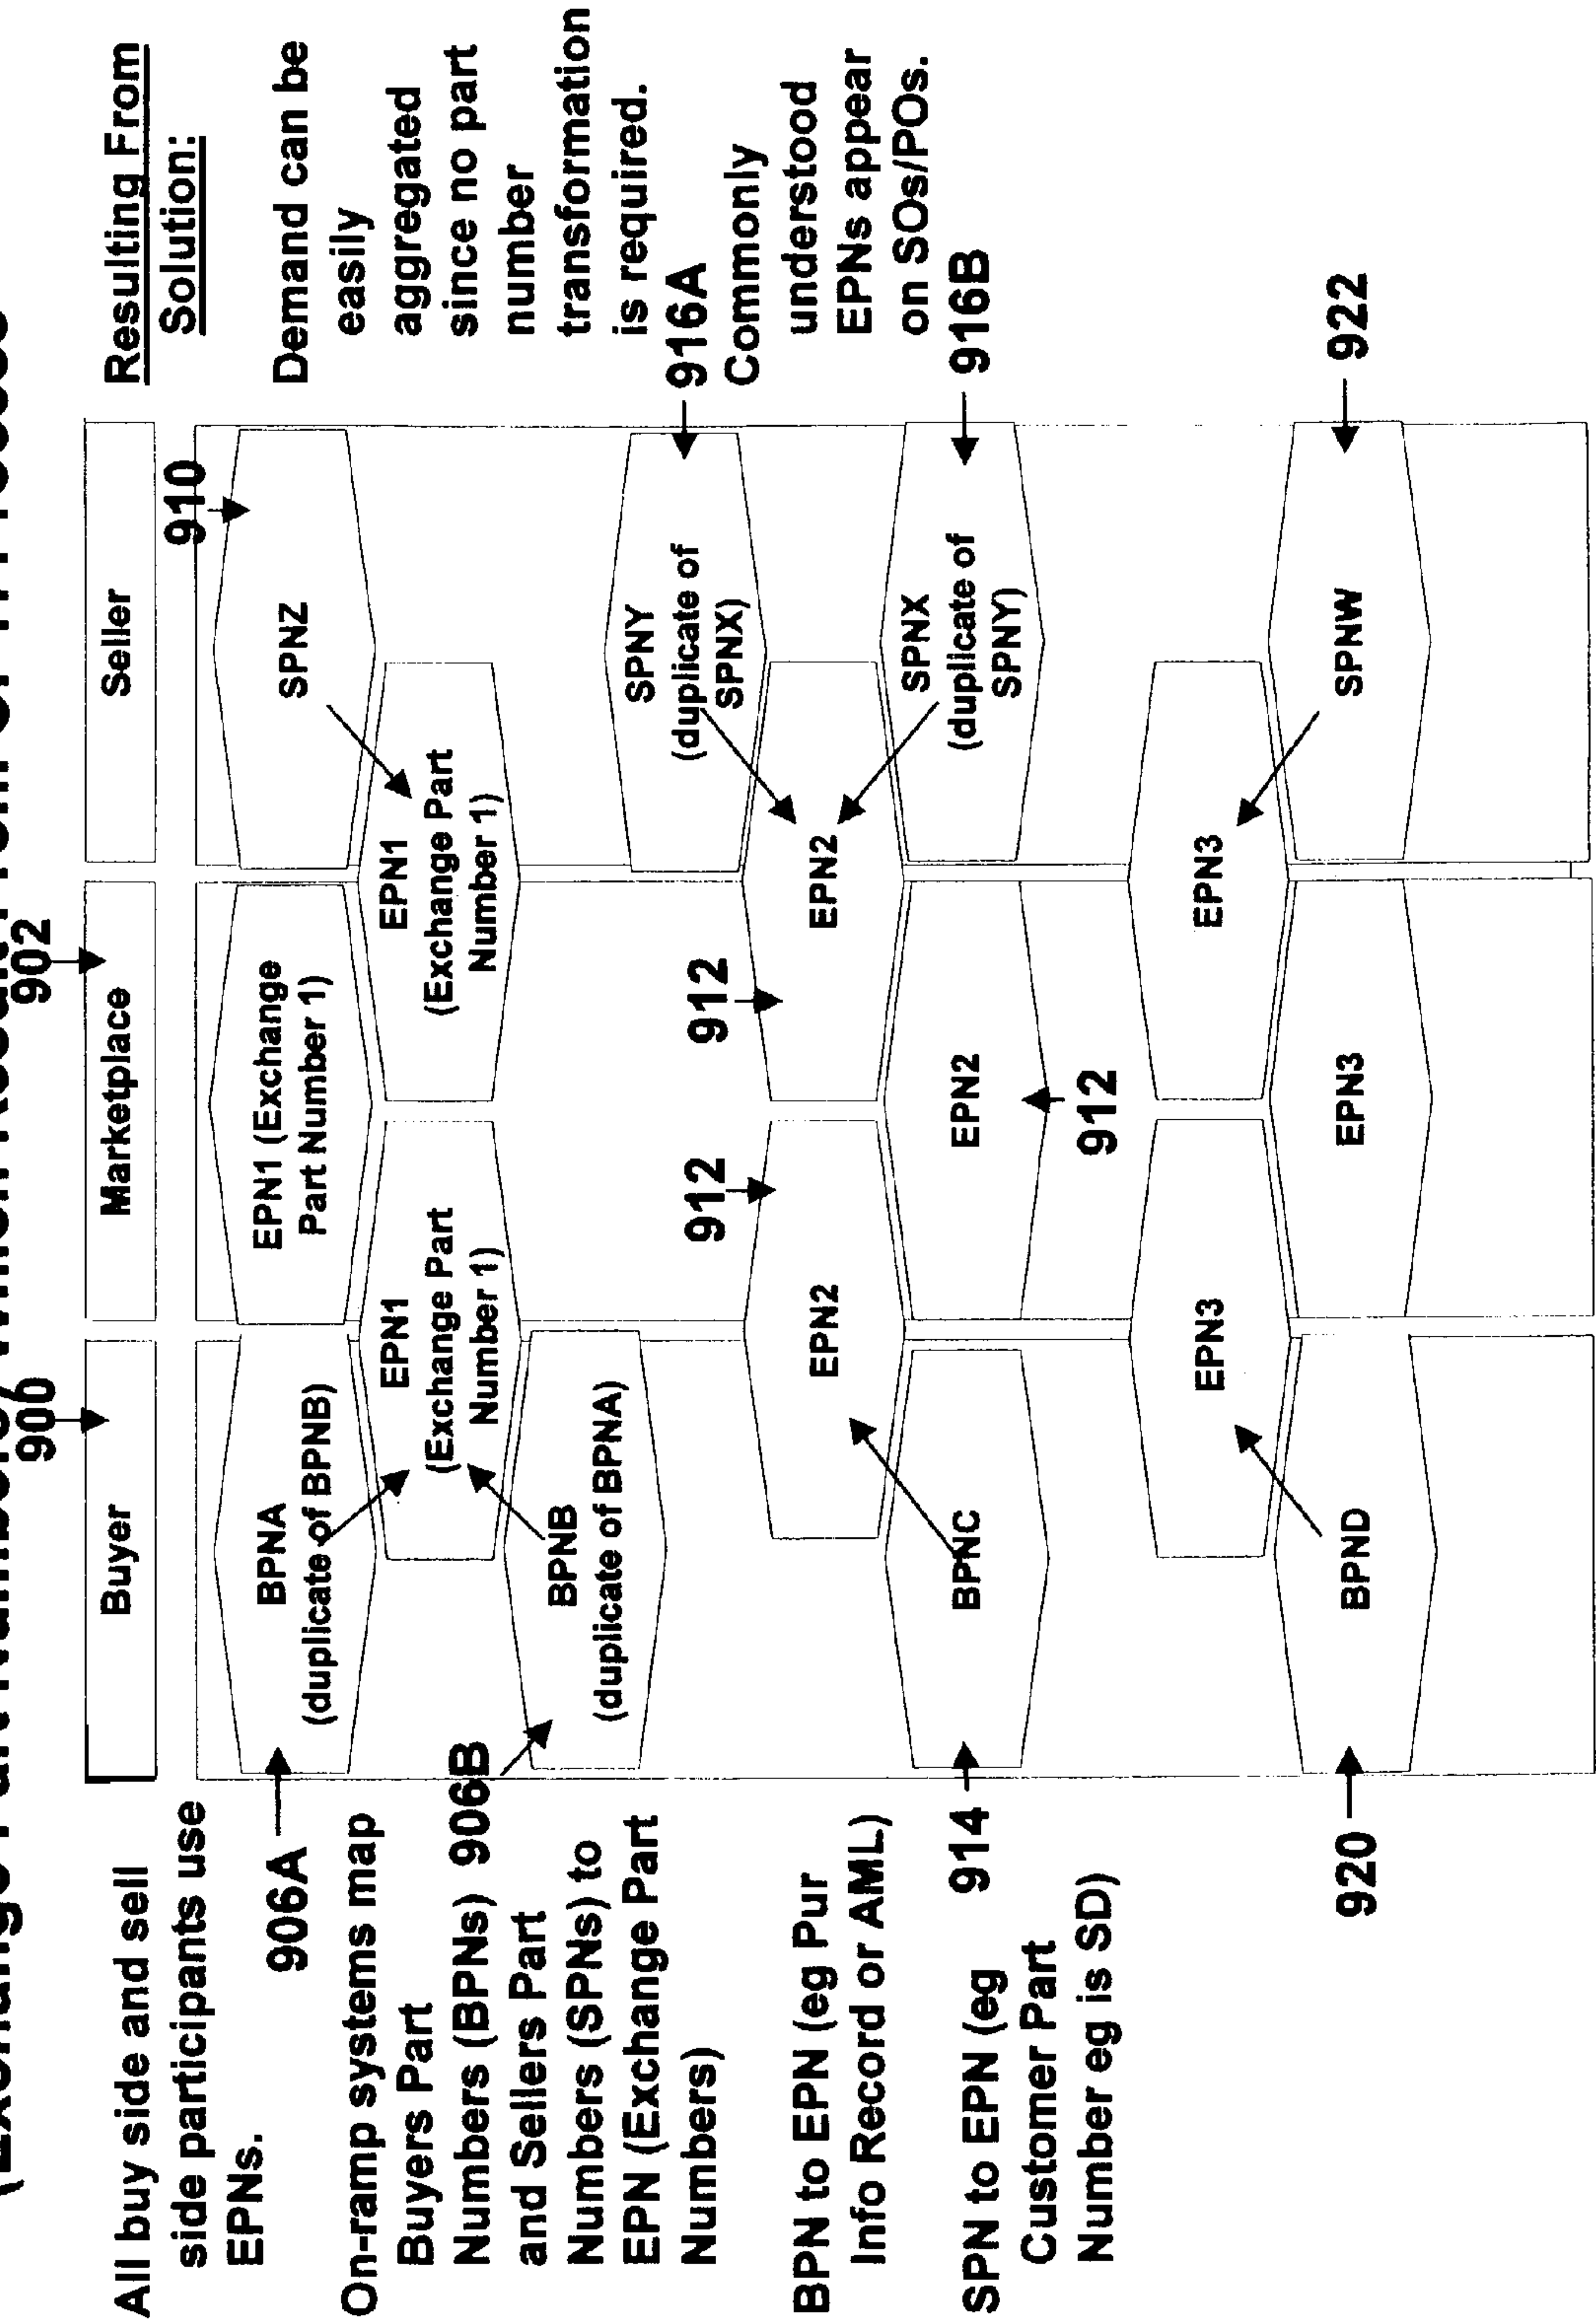 900
902
Buyer
Marketplace
Seller
All buy side and sell
side participants use
EPNs.
906A
On-ramp systems map
Buyers Part
Numbers (BPNs)
906B
and Sellers Part
Numbers (SPNs) to
EPN (Exchange Part
Numbers)
BPN to EPN (eg Pur
Info Record or AML)
914
SPN to EPN (eg
Customer Part
Number eg is SD)
920
BPNA
(duplicate of BPNB)
EPN1 (Exchange
Part Number 1)
910
SPNZ
EPN1
(Exchange Part
Number 1)
EPN1
(Exchange Part
Number 1)
BPNB
(duplicate of BPNA)
SPNY
(duplicate of
SPNX)
912
912
EPN2
EPN2
BPNC
EPN2
SPNX
(duplicate of
SPNY)
912
EPN3
EPN3
BPND
EPN3
SPNW
Resulting From
Solution:
Demand can be
easily
aggregated
since no part
number
transformation
is required.
916A
Commonly
understood
EPNs appear
on SOs/POs.
916B
922